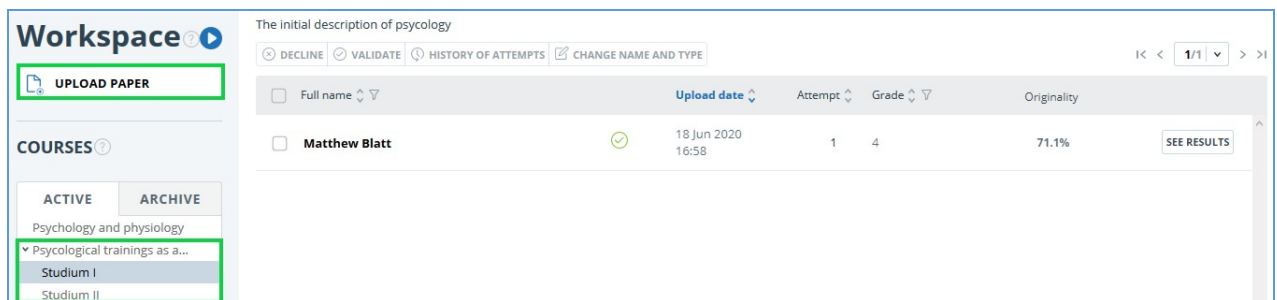 Workspace
UPLOAD PAPER
COURSES
ACTIVE ARCHIVE
Psychology and physiology
Psycological trainings as a...
Studium I
Studium II
The initial description of psycology
DECLINE VALIDATE HISTORY OF ATTEMPTS CHANGE NAME AND TYPE
1/1
Full name Upload date Attempt Grade Originality
Matthew Blatt 18 Jun 2020 1 4 71.1% SEE RESULTS
16:58